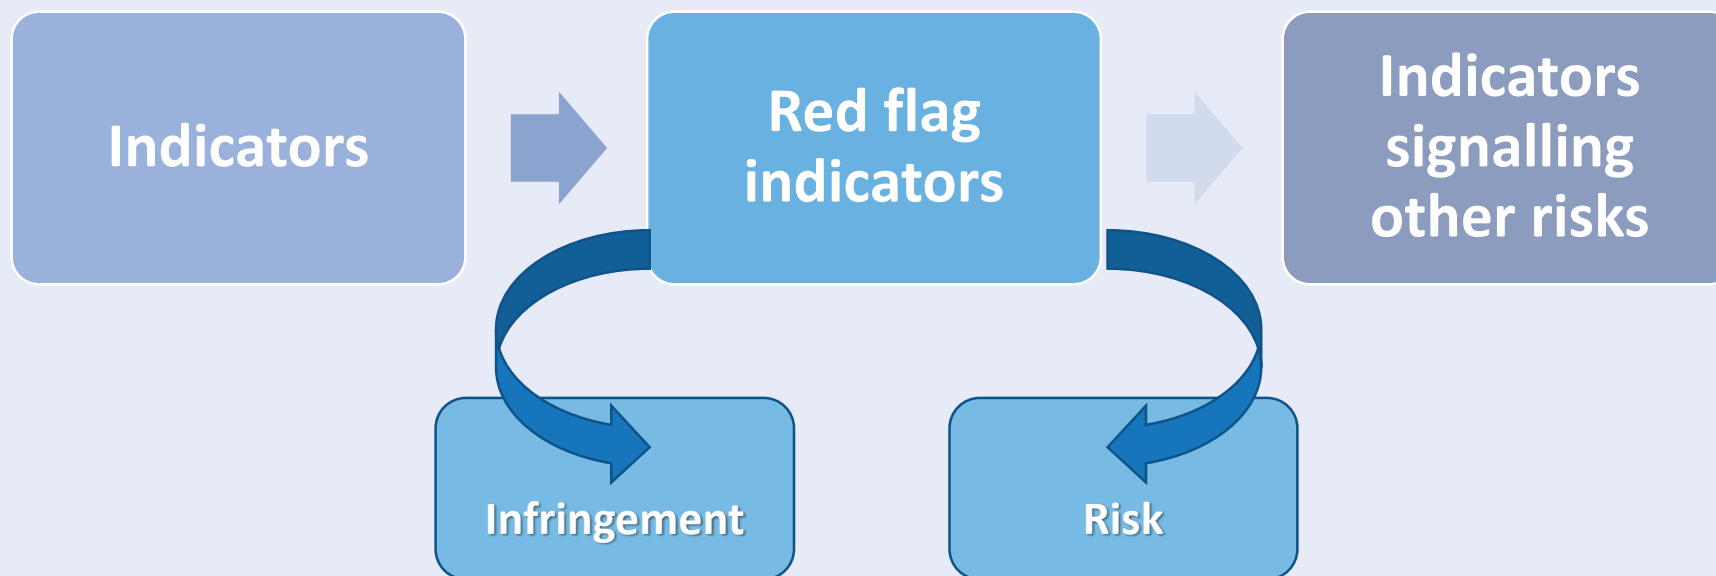 Indicators
Red flag
indicators
Indicators
signalling
other risks
Infringement
Risk